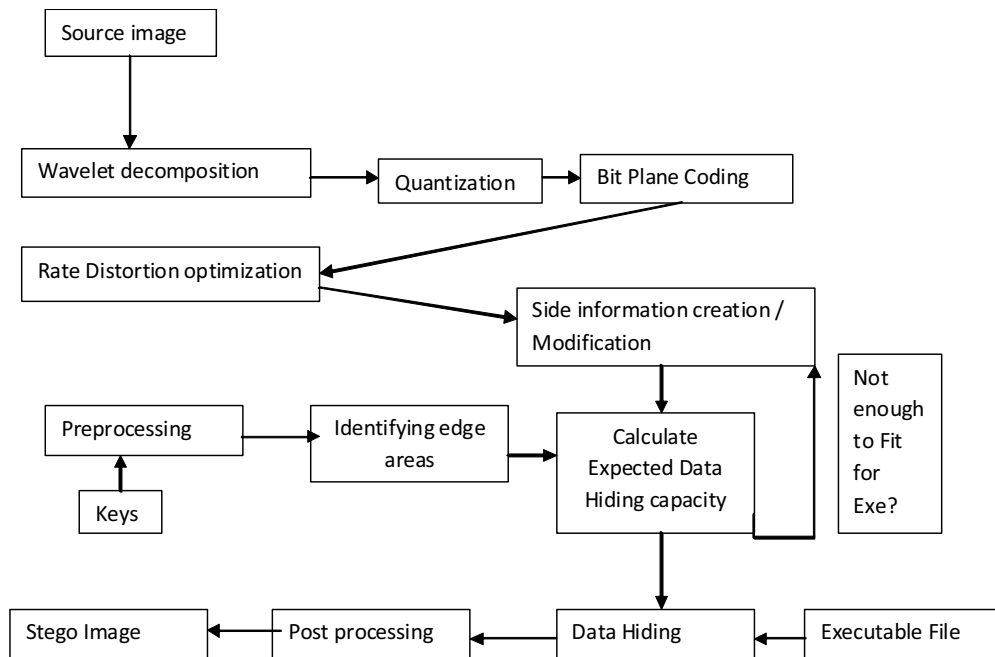 Source image
Wavelet decomposition
Quantization
Bit Plane Coding
Rate Distortion optimization
Side information creation /
Modification
Not
enough
to Fit
for
Exe?
Preprocessing
Identifying edge
areas
Calculate
Expected Data
Hiding capacity
Keys
Stego Image
Post processing
Data Hiding
Executable File